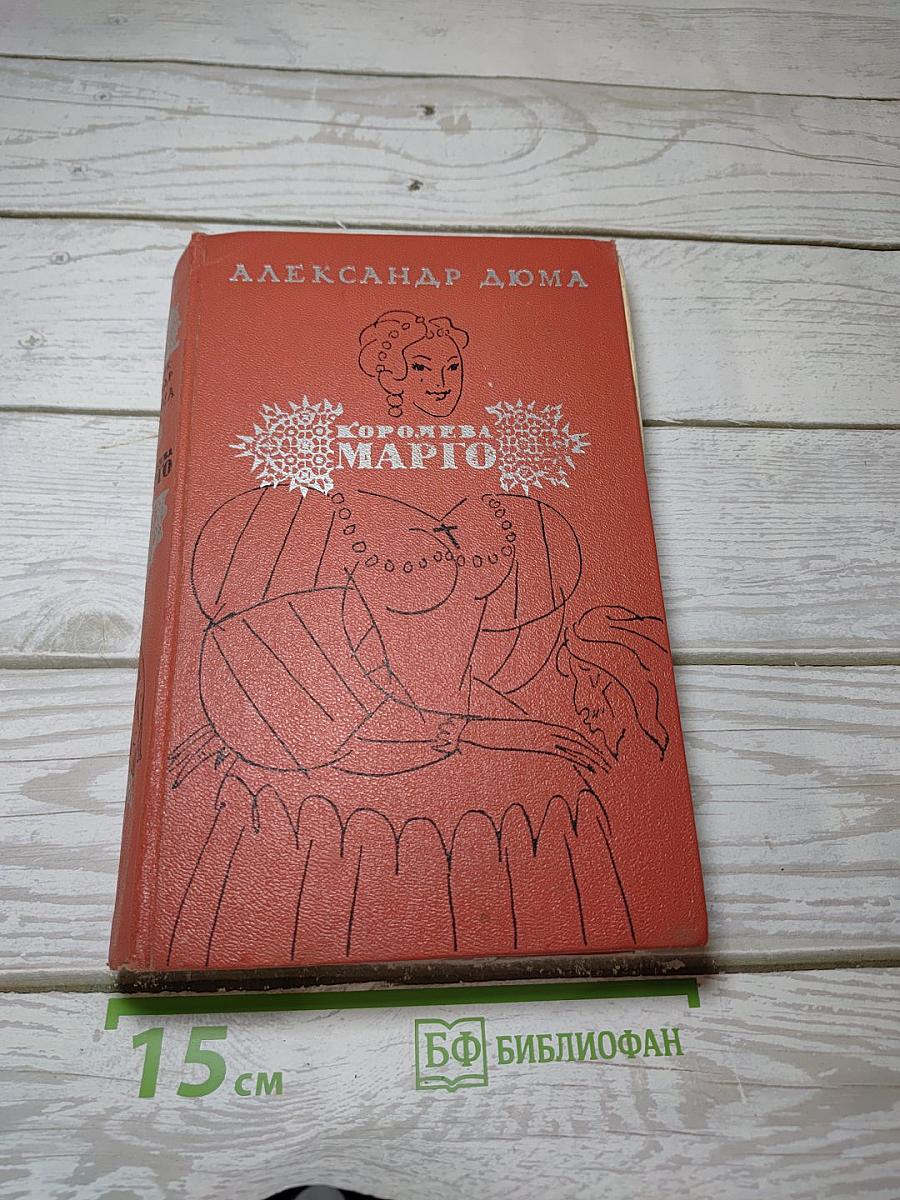 АЛЕКСАНДР ДЮМА
КОРОЛЕВА
МАРГО
15 см
БФ БИБЛИОФАН